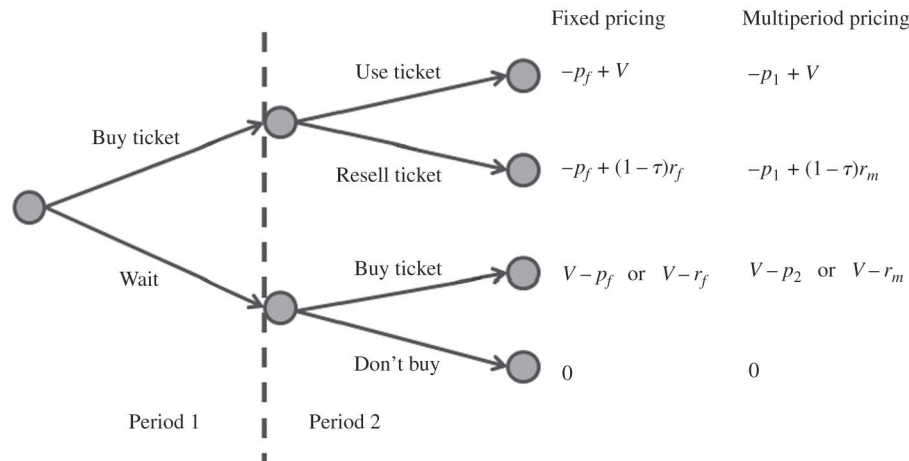 Fixed pricing Multiperiod pricing
Use ticket −p_f + V −p_1 + V
Buy ticket
Resell ticket −p_f + (1 − τ)r_f −p_1 + (1 − τ)r_m
Wait Buy ticket V − p_f or V − r_f V − p_2 or V − r_m
Don’t buy 0 0
Period 1 Period 2